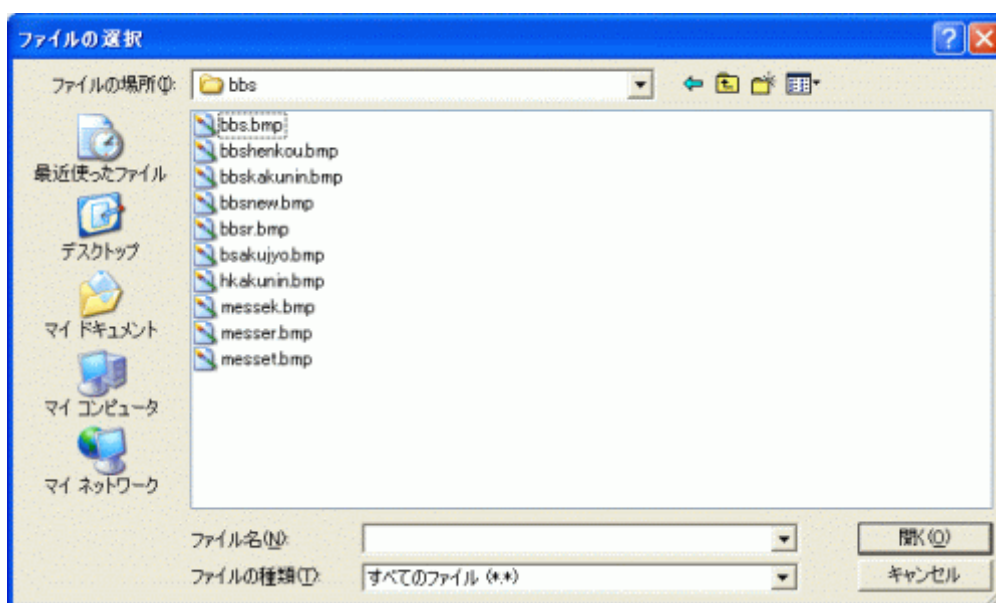 ファイルの選択
ファイルの場所(I):
bbs
最近使ったファイル
デスクトップ
マイ ドキュメント
マイ コンピュータ
マイ ネットワーク
bbs.bmp
bbshenkou.bmp
bbskakunin.bmp
bbsnew.bmp
bbsr.bmp
bsakujyo.bmp
hkakunin.bmp
messek.bmp
messer.bmp
messet.bmp
ファイル名(N):
開く(O)
ファイルの種類(T):
すべてのファイル (*.*)
キャンセル